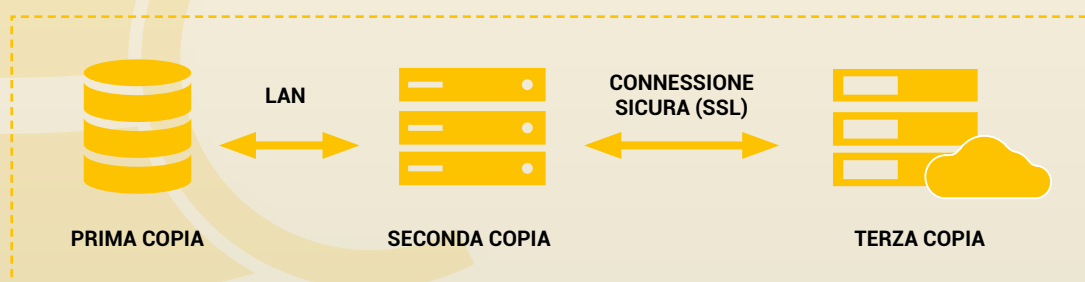 LAN
CONNESSIONE
SICURA (SSL)
PRIMA COPIA
SECONDA COPIA
TERZA COPIA